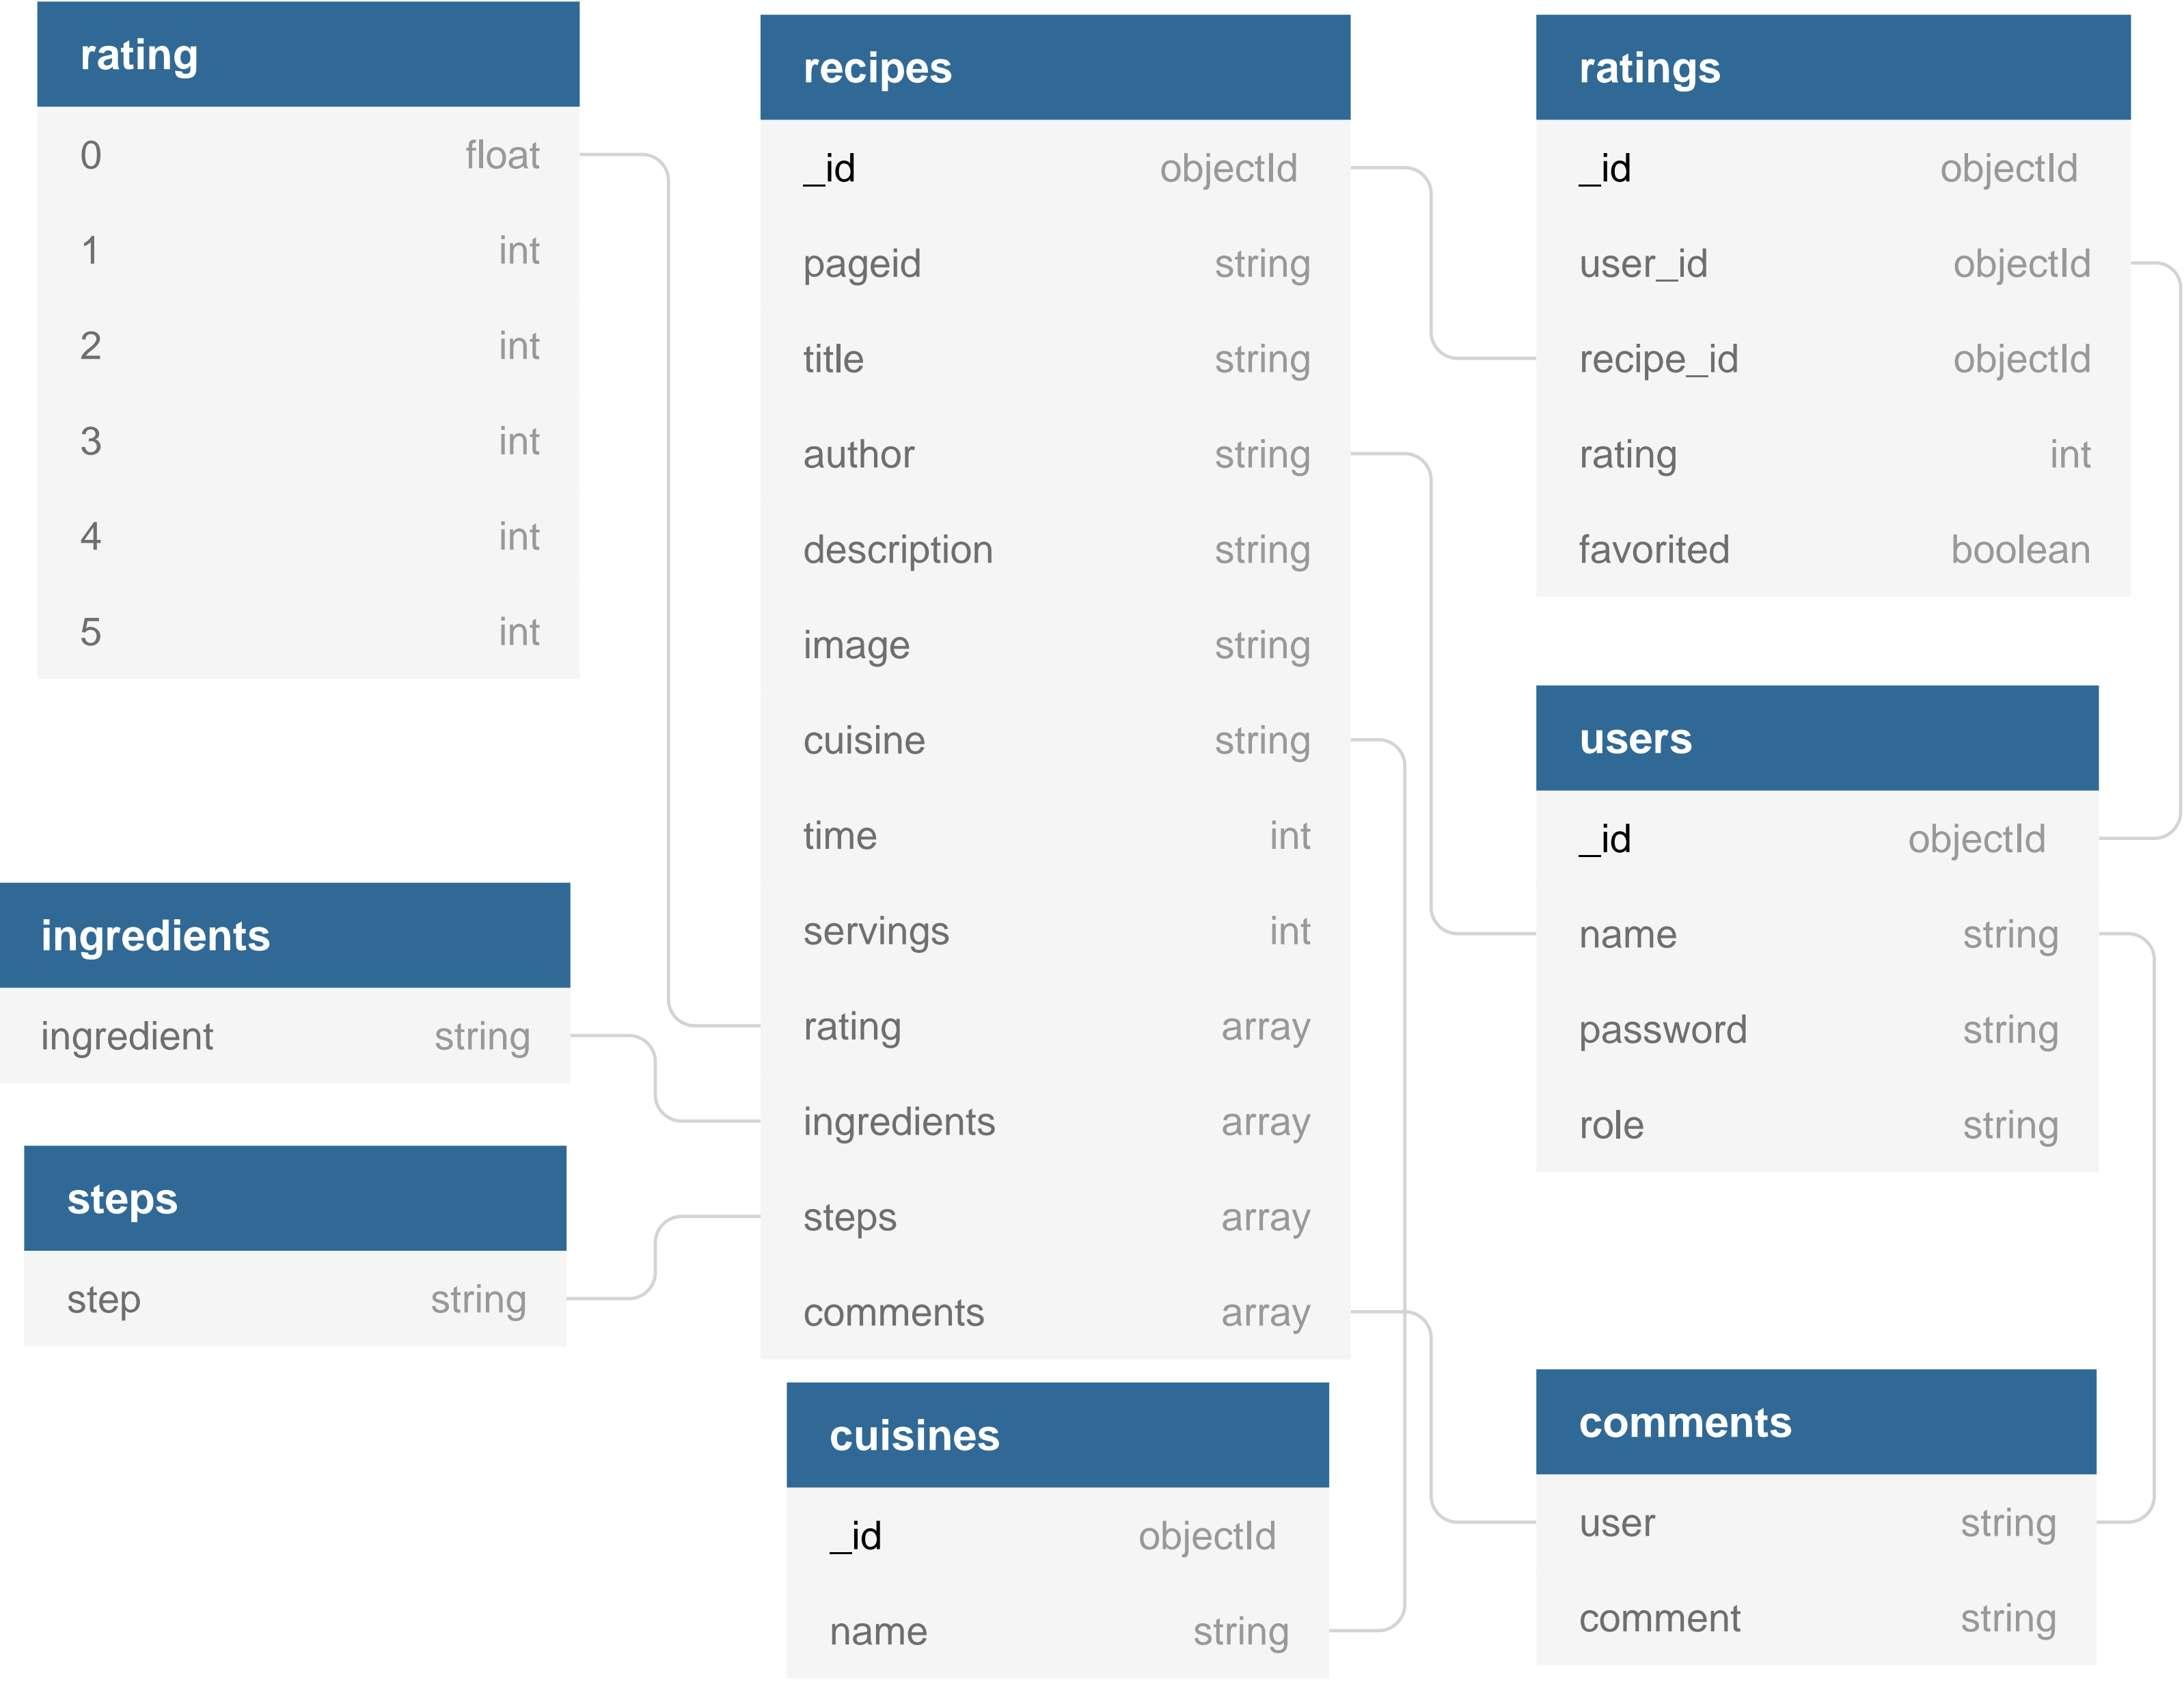 rating
0 float
1 int
2 int
3 int
4 int
5 int
ingredients
ingredient string
steps
step string
recipes
_id objectId
pageid string
title string
author string
description string
image string
cuisine string
time int
servings int
rating array
ingredients array
steps array
comments array
cuisines
_id objectId
name string
ratings
_id objectId
user_id objectId
recipe_id objectId
rating int
favorited boolean
users
_id objectId
name string
password string
role string
comments
user string
comment string